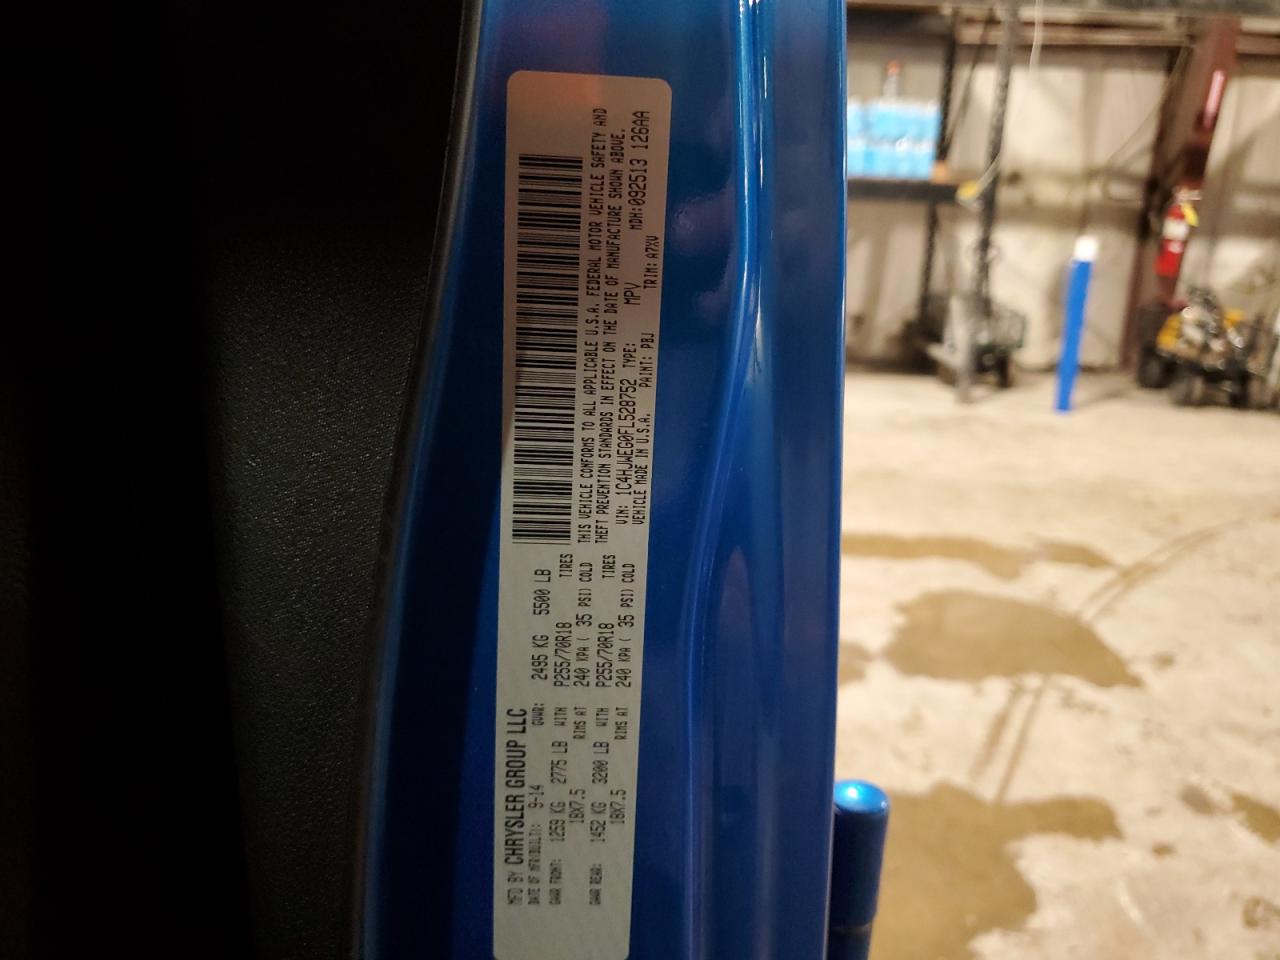 MFD BY CHRYSLER GROUP LLC
DATE OF MFR(BUILT): 9-14 GVWR: 2495 KG 5500 LB
GAWR FRONT: 1259 KG 2775 LB WITH P255/70R18 TIRES
18X7.5 RIMS AT 240 KPA ( 35 PSI) COLD
GAWR REAR: 1452 KG 3200 LB WITH P255/70R18 TIRES
18X7.5 RIMS AT 240 KPA ( 35 PSI) COLD
THIS VEHICLE CONFORMS TO ALL APPLICABLE U.S.A. FEDERAL MOTOR VEHICLE SAFETY AND
THEFT PREVENTION STANDARDS IN EFFECT ON THE DATE OF MANUFACTURE SHOWN ABOVE.
VIN: 1C4HJWEG0FL528752 TYPE: MPV MDH:092513 126AA
VEHICLE MADE IN U.S.A. PAINT: PBJ TRIM: A7XV